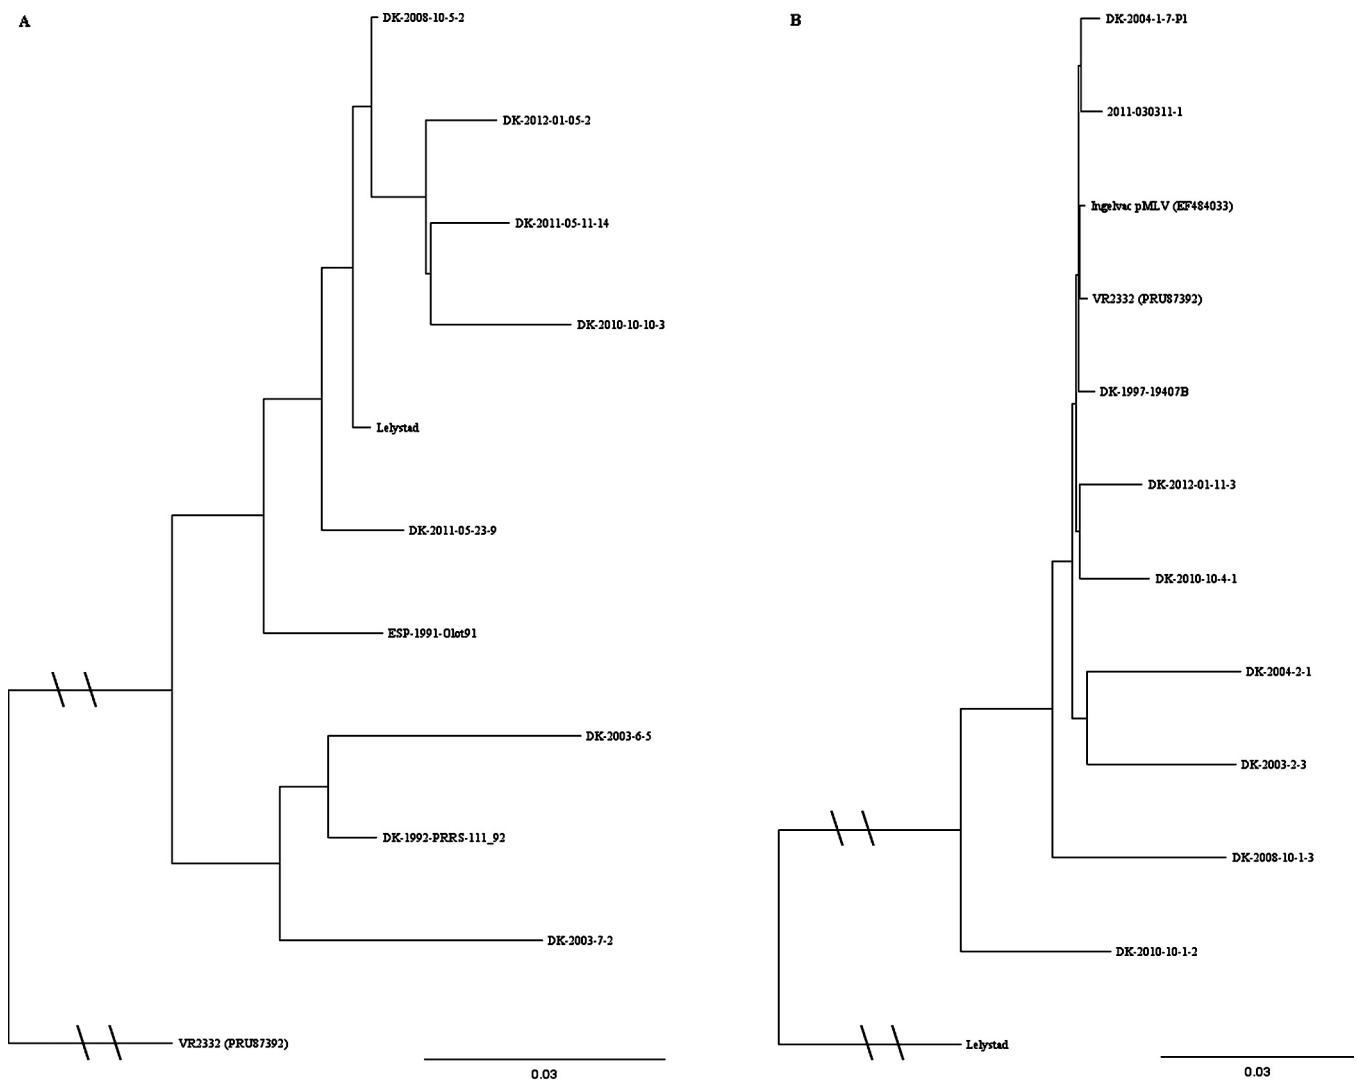 A
DK-2008-10-5-2
DK-2012-01-05-2
DK-2011-05-11-14
DK-2010-10-10-3
Lelystad
DK-2011-05-23-9
ESP-1991-Olot91
DK-2003-6-5
DK-1992-PRRS-111_92
DK-2003-7-2
VR2332 (PRU87392)
0.03
B
DK-2004-1-7-P1
2011-030311-1
Ingelvac pMLV (EF484033)
VR2332 (PRU87392)
DK-1997-19407B
DK-2012-01-11-3
DK-2010-10-4-1
DK-2004-2-1
DK-2003-2-3
DK-2008-10-1-3
DK-2010-10-1-2
Lelystad
0.03